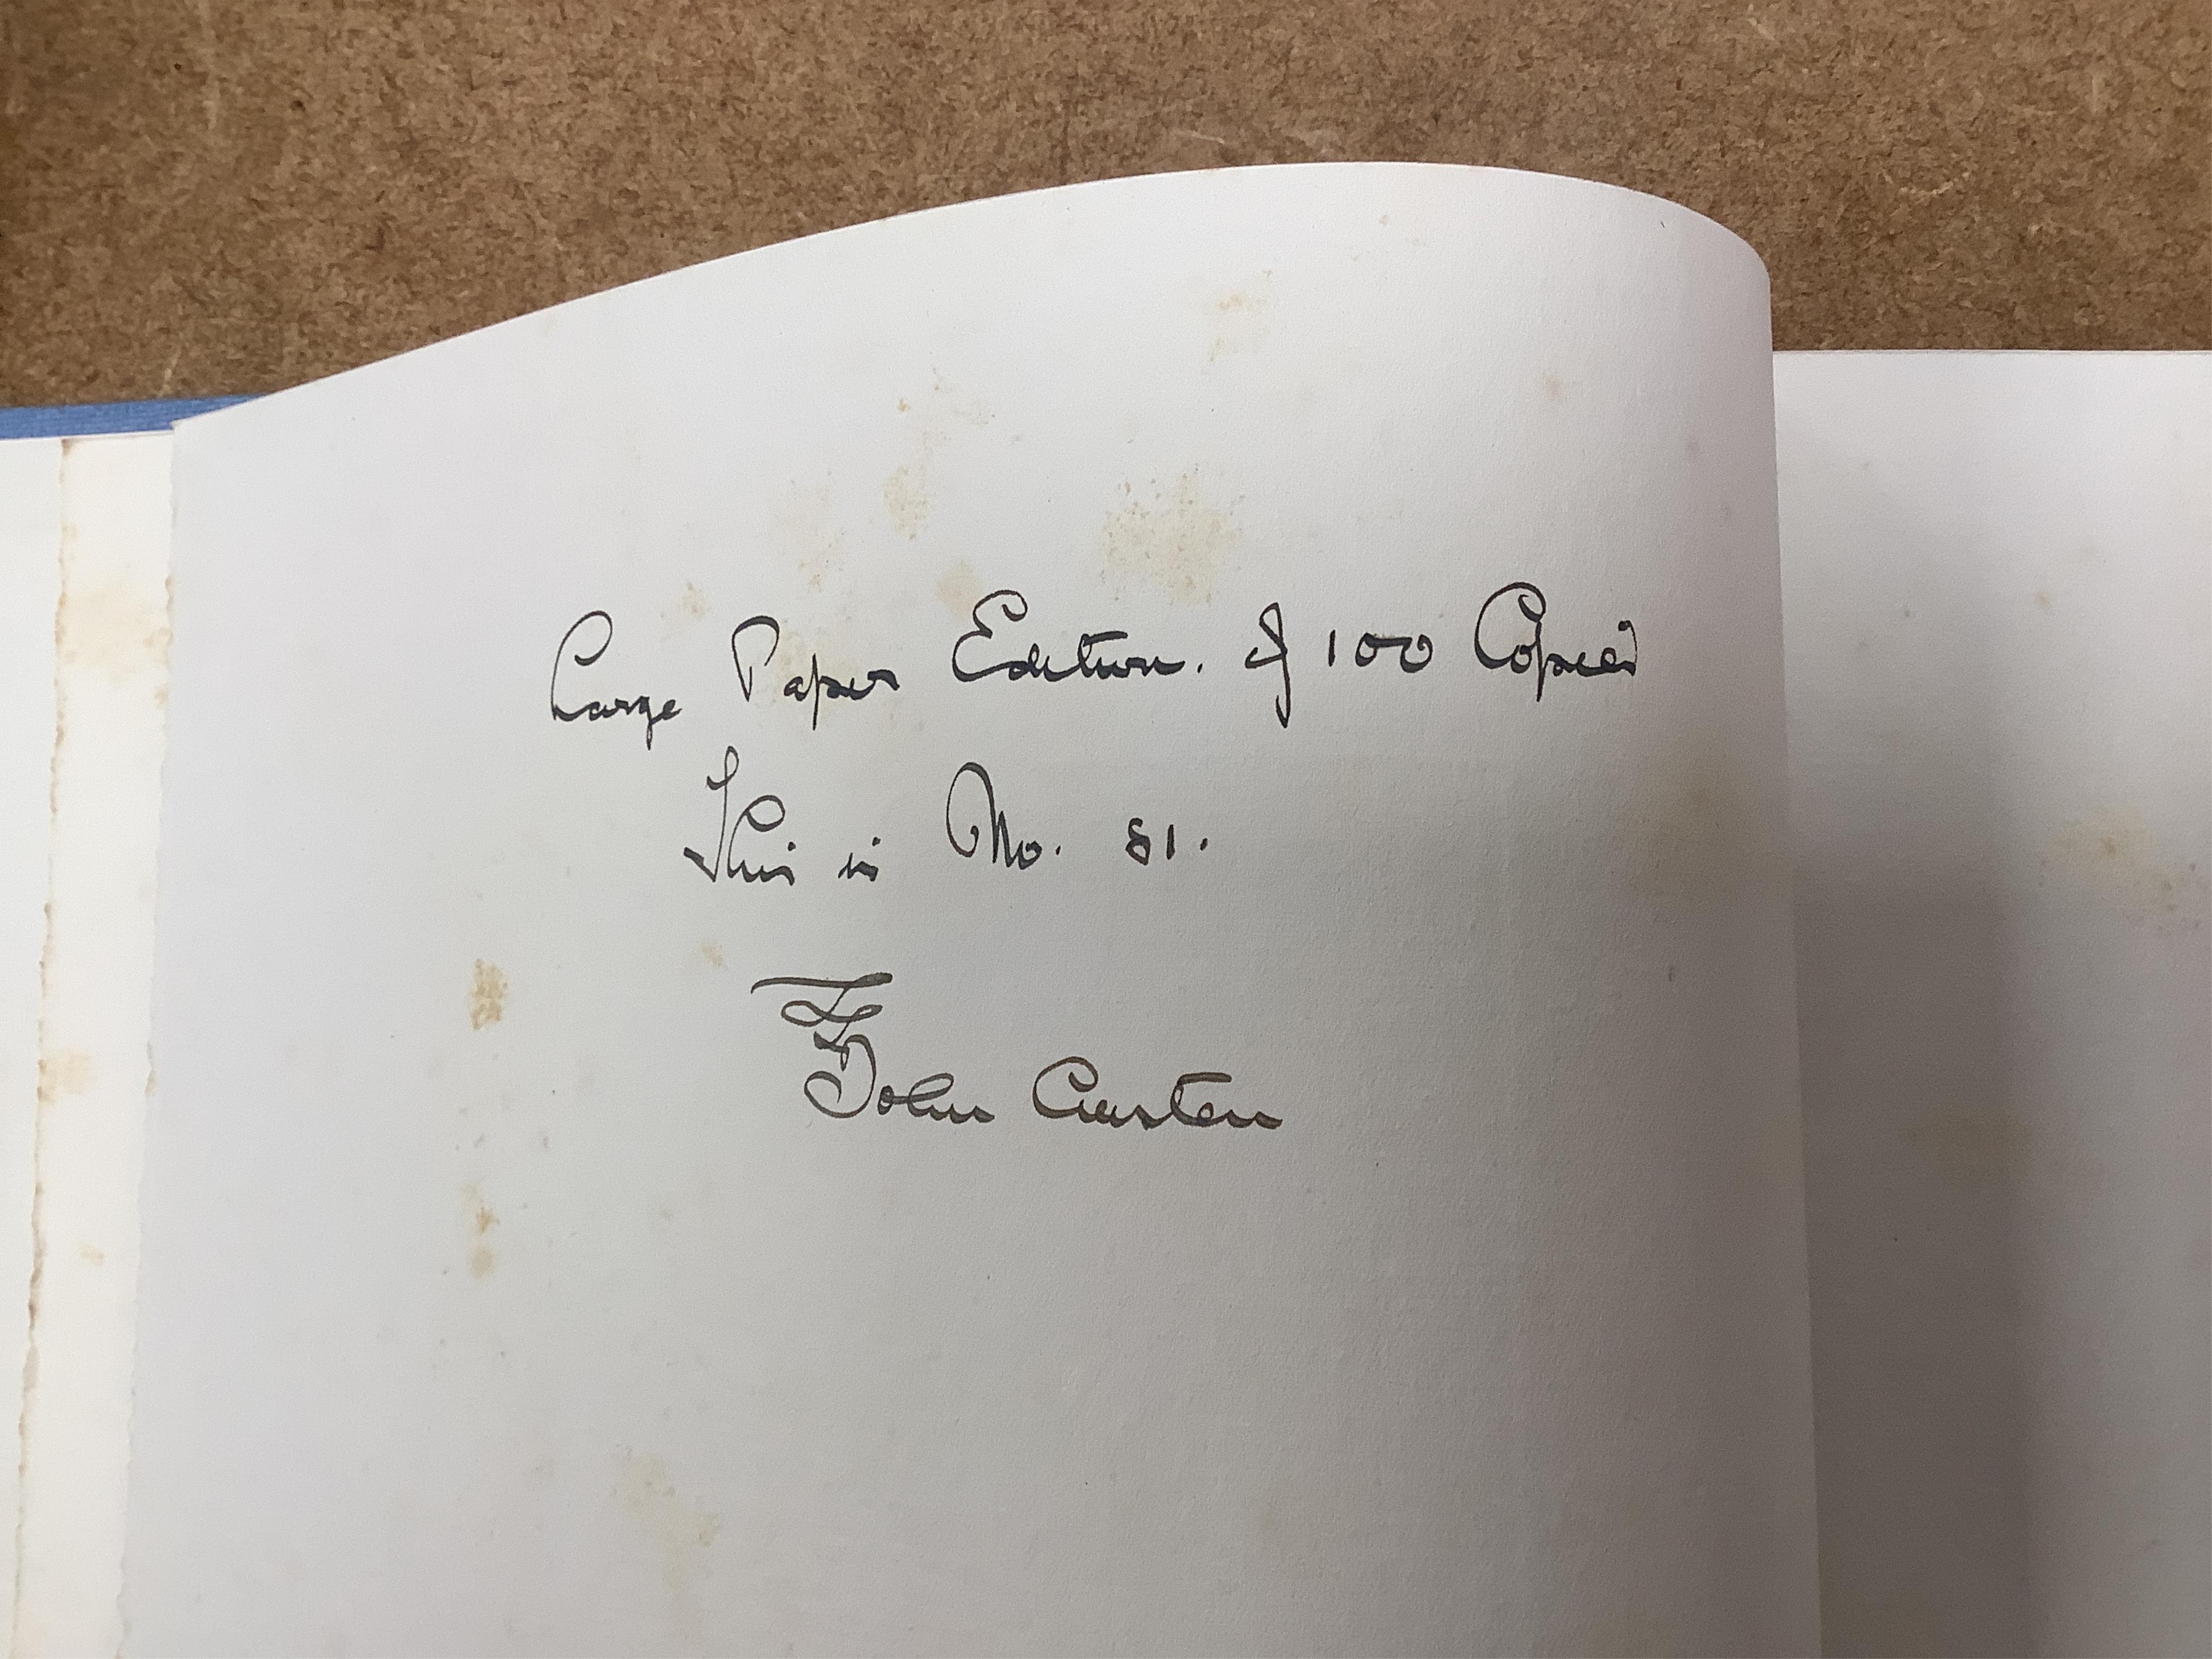 Large Paper Edition. of 100 Copies
This is No. 81.
John Austen